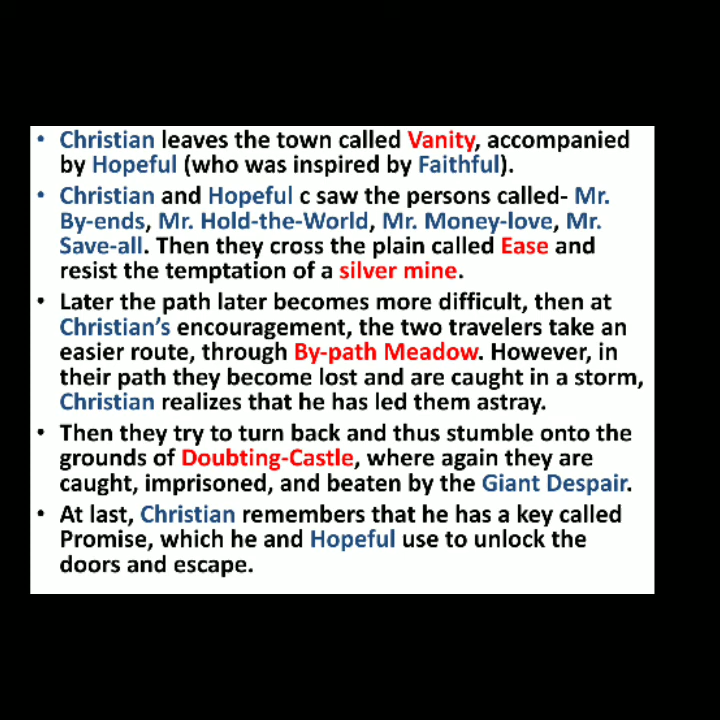 • Christian leaves the town called Vanity, accompanied
by Hopeful (who was inspired by Faithful).
• Christian and Hopeful c saw the persons called- Mr.
By-ends, Mr. Hold-the-World, Mr. Money-love, Mr.
Save-all. Then they cross the plain called Ease and
resist the temptation of a silver mine.
• Later the path later becomes more difficult, then at
Christian’s encouragement, the two travelers take an
easier route, through By-path Meadow. However, in
their path they become lost and are caught in a storm,
Christian realizes that he has led them astray.
• Then they try to turn back and thus stumble onto the
grounds of Doubting-Castle, where again they are
caught, imprisoned, and beaten by the Giant Despair.
• At last, Christian remembers that he has a key called
Promise, which he and Hopeful use to unlock the
doors and escape.